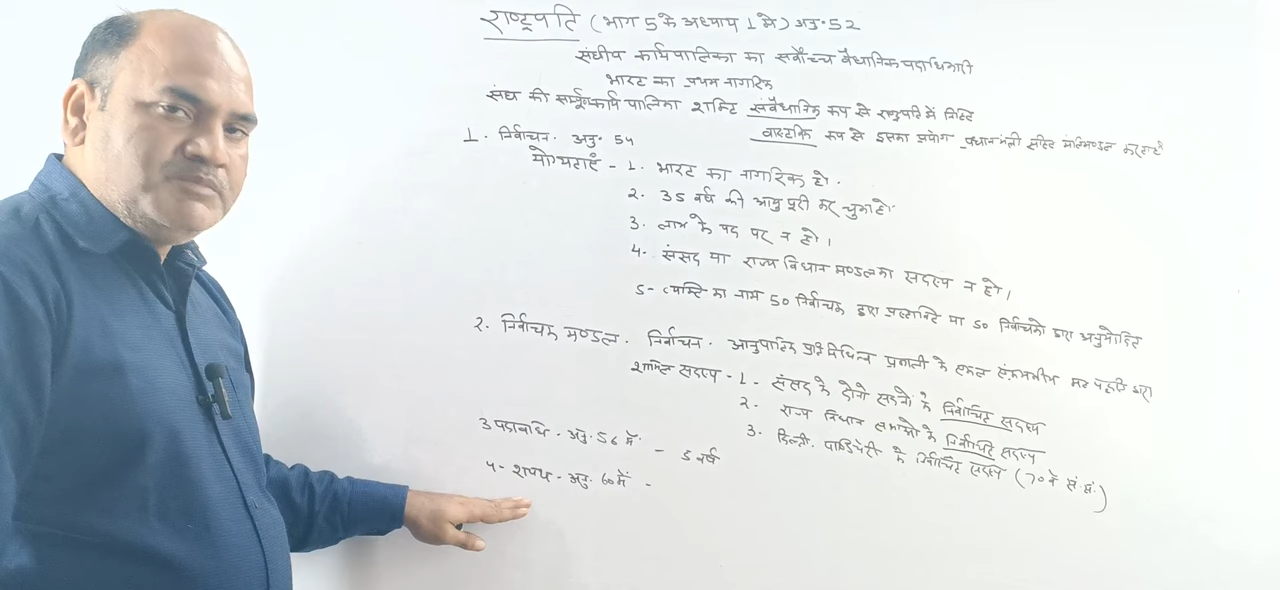 राष्ट्रपति (भाग 5 के अध्याय 1 में) अनु॰ 52
संघीय कार्यपालिका का सर्वोच्च वैधानिक पदाधिकारी
भारत का प्रथम नागरिक
संघ की सम्पूर्ण कार्यपालिका शक्ति संवैधानिक रूप से राष्ट्रपति में निहित
वास्तविक रूप से इसका प्रयोग प्रधानमंत्री सहित मंत्रिमण्डल करता है
1. निर्वाचन. अनु॰ 54
योग्यताएँ - 1. भारत का नागरिक हो.
2. 35 वर्ष की आयु पूरी कर चुका हो.
3. लाभ के पद पर न हो।
4. संसद या राज्य विधान मण्डल का सदस्य न हो।
5- व्यक्ति का नाम 50 निर्वाचक द्वारा प्रस्तावित या 50 निर्वाचको द्वारा अनुमोदित
2. निर्वाचक मण्डल. निर्वाचन. आनुपातिक प्रतिनिधित्व प्रणाली के एकल संक्रमणीय मत पद्धति द्वारा
शामिल सदस्य - 1- संसद के दोनो सदनो के निर्वाचित सदस्य
2. राज्य विधान सभाओ के निर्वाचित सदस्य
3. दिल्ली. पाण्डिचेरी के निर्वाचित सदस्य (70 वें सं. सं.)
3 पदावधि - अनु. 56 में. - 5 वर्ष
4- शपथ - अनु. 60 में -